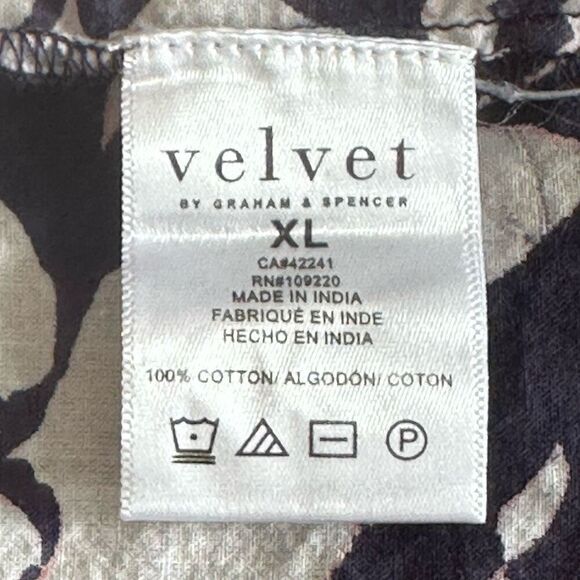 velvet
BY GRAHAM & SPENCER
XL
CA#42241
RN#109220
MADE IN INDIA
FABRIQUÉ EN INDE
HECHO EN INDIA
100% COTTON/ ALGODÓN/ COTON
P